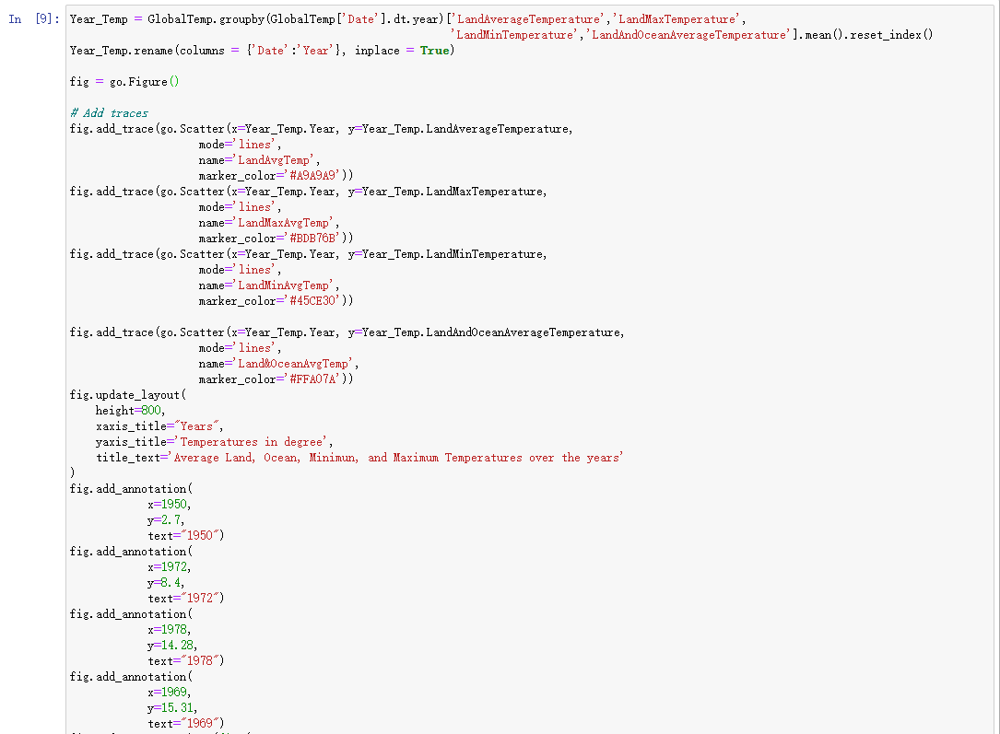 In [9]: Year_Temp = GlobalTemp.groupby(GlobalTemp['Date'].dt.year)['LandAverageTemperature','LandMaxTemperature',
'LandMinTemperature','LandAndOceanAverageTemperature'].mean().reset_index()
Year_Temp.rename(columns = {'Date':'Year'}, inplace = True)
fig = go.Figure()
# Add traces
fig.add_trace(go.Scatter(x=Year_Temp.Year, y=Year_Temp.LandAverageTemperature,
mode='lines',
name='LandAvgTemp',
marker_color='#A9A9A9'))
fig.add_trace(go.Scatter(x=Year_Temp.Year, y=Year_Temp.LandMaxTemperature,
mode='lines',
name='LandMaxAvgTemp',
marker_color='#BDB76B'))
fig.add_trace(go.Scatter(x=Year_Temp.Year, y=Year_Temp.LandMinTemperature,
mode='lines',
name='LandMinAvgTemp',
marker_color='#45CE30'))
fig.add_trace(go.Scatter(x=Year_Temp.Year, y=Year_Temp.LandAndOceanAverageTemperature,
mode='lines',
name='Land&OceanAvgTemp',
marker_color='#FFA07A'))
fig.update_layout(
height=800,
xaxis_title="Years",
yaxis_title='Temperatures in degree',
title_text='Average Land, Ocean, Minimun, and Maximum Temperatures over the years'
)
fig.add_annotation(
x=1950,
y=2.7,
text="1950")
fig.add_annotation(
x=1972,
y=8.4,
text="1972")
fig.add_annotation(
x=1978,
y=14.28,
text="1978")
fig.add_annotation(
x=1969,
y=15.31,
text="1969")